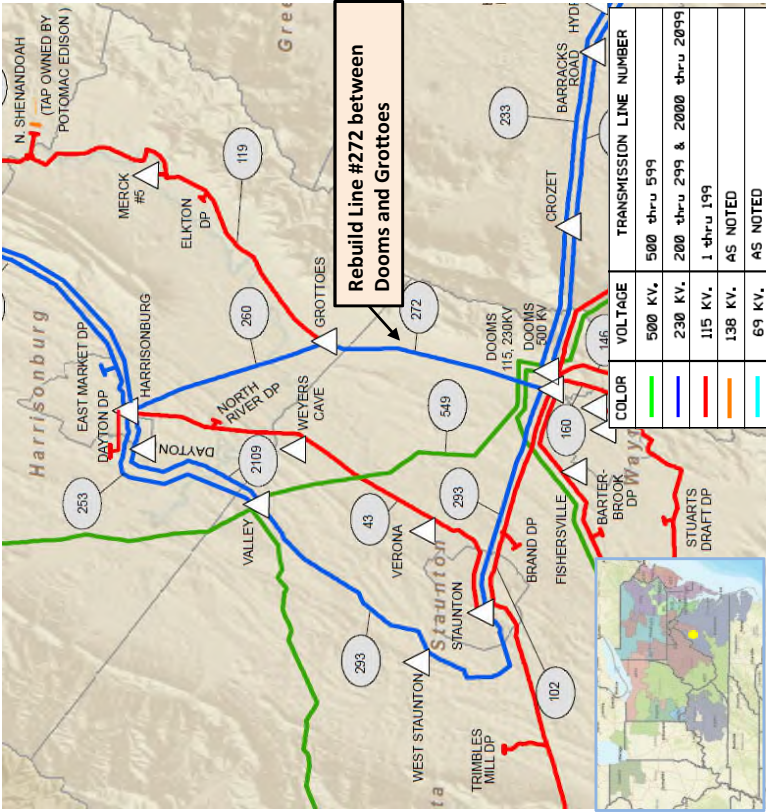 N. SHENANDOAH
(TAP OWNED BY
POTOMAC EDISON )
Gree
HYDR
MERCK
#5
119
ELKTON
DP
Rebuild Line #272 between
Dooms and Grottoes
233
BARRACKS
ROAD
CROZET
Harrisonburg
EAST MARKET DP
HARRISONBURG
DAYTON DP
DAYTON
260
GROTTOES
272
NORTH
RIVER DP
WEYERS
CAVE
253
2109
VALLEY
549
DOOMS
115, 230KV
DOOMS
500 KV
146
160
43
VERONA
293
BRAND DP
FISHERSVILLE
BARTER-
BROOK
DP
Way
STUARTS
DRAFT DP
Staunton
STAUNTON
293
WEST STAUNTON
102
TRIMBLES
MILL DP
ta
COLOR VOLTAGE TRANSMISSION LINE NUMBER
500 KV. 500 thru 599
230 KV. 200 thru 299 & 2000 thru 2099
115 KV. 1 thru 199
138 KV. AS NOTED
69 KV. AS NOTED